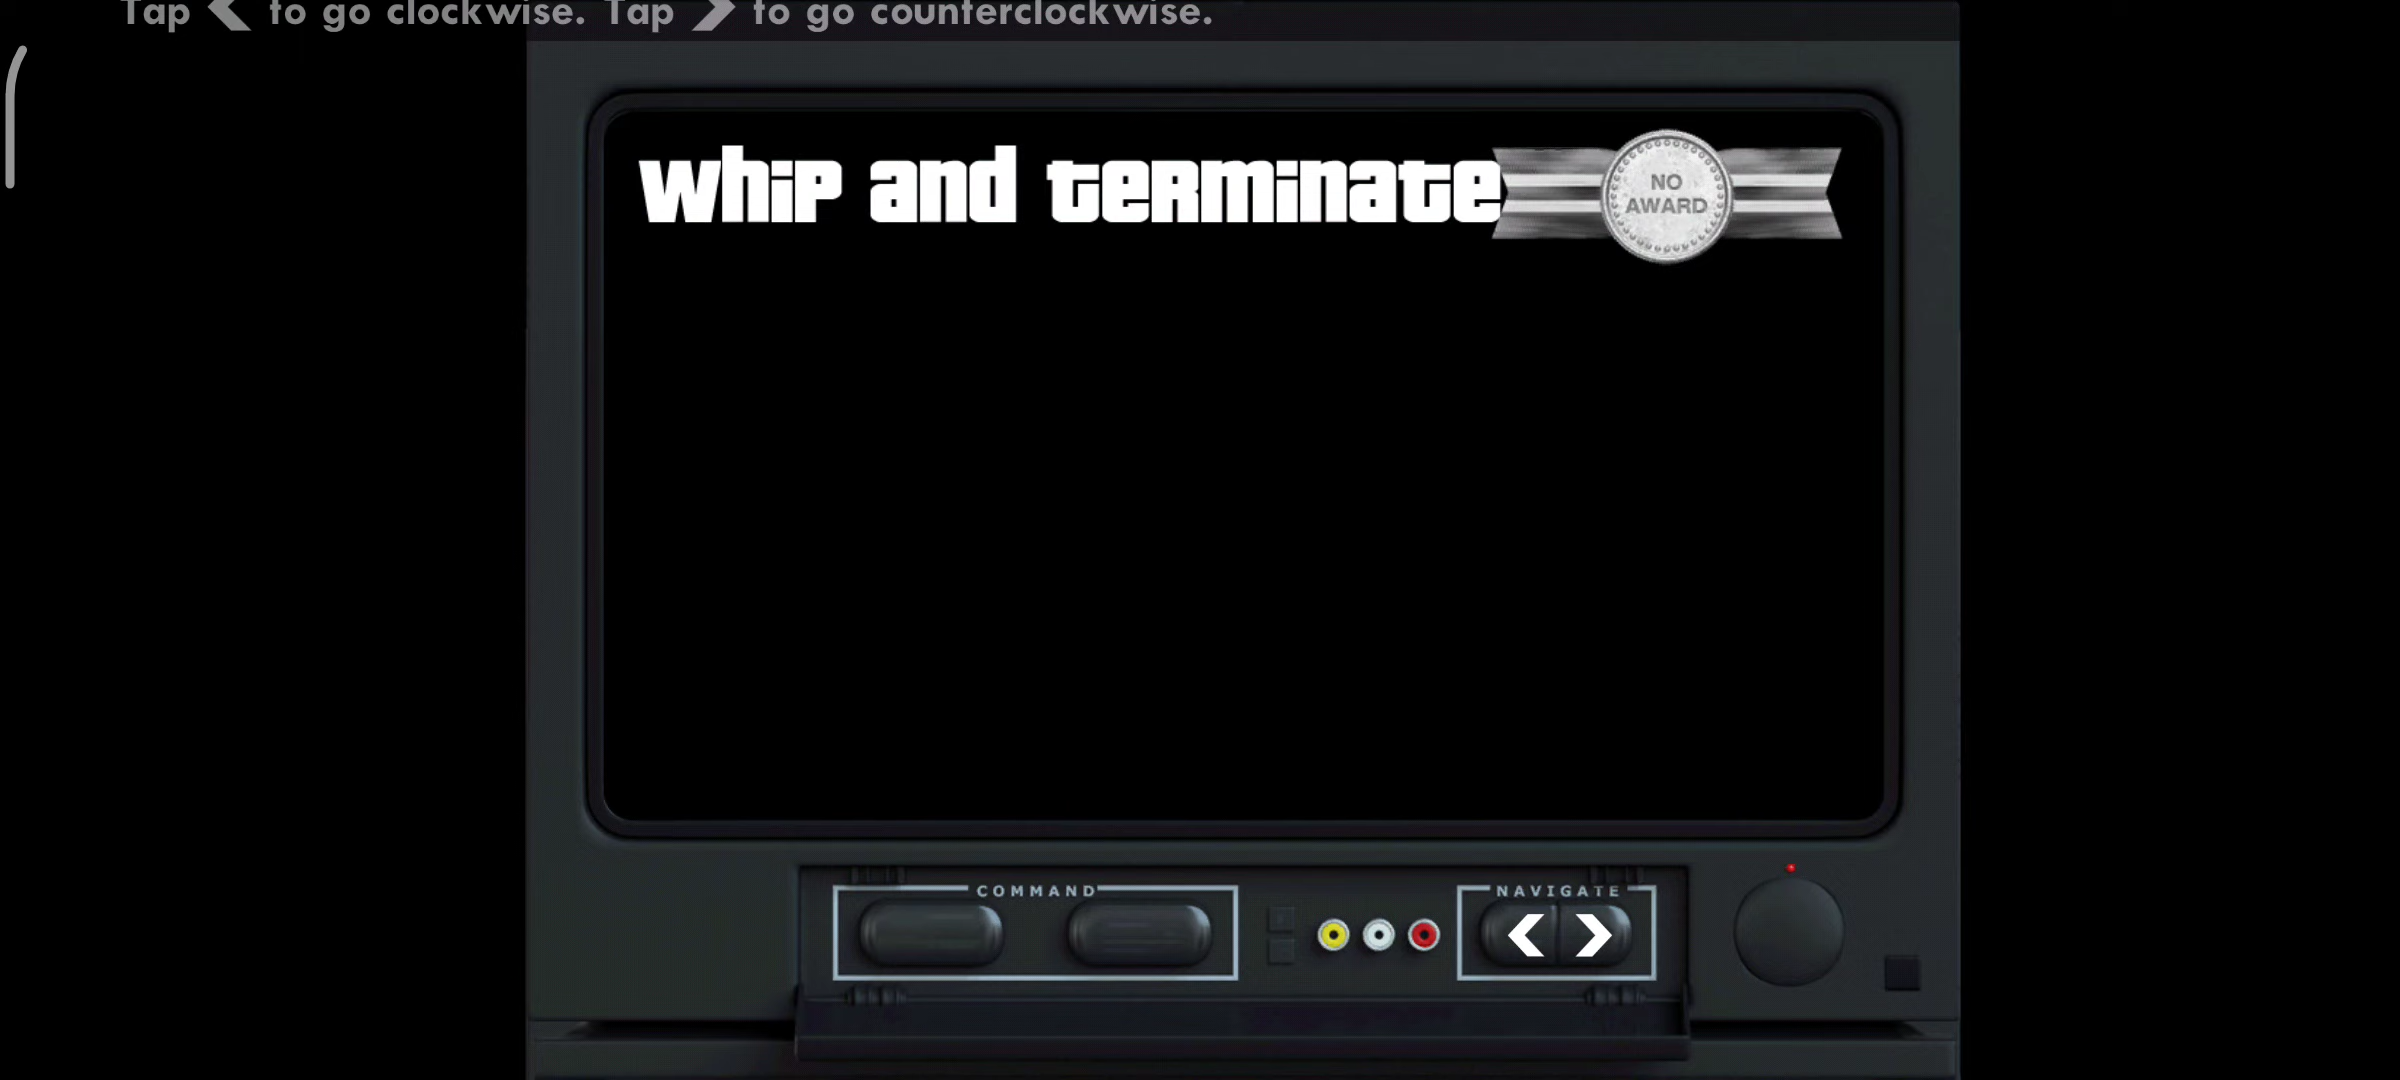 Tap < to go clockwise. Tap > to go counterclockwise.
whip and terminate
NO
AWARD
COMMAND
NAVIGATE